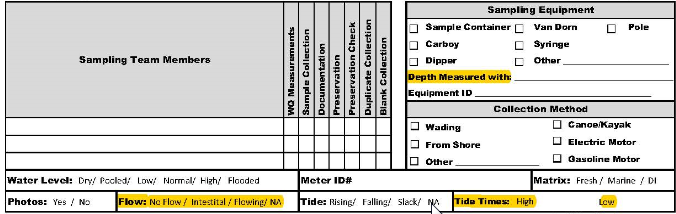 Sampling Team Members
WQ Measurements
Sample Collection
Documentation
Preservation
Preservation Check
Duplicate Collection
Blank Collection
Sampling Equipment
Sample Container Van Dorn Pole
Carboy Syringe
Dipper Other
Depth Measured with:
Equipment ID
Collection Method
Wading Canoe/Kayak
From Shore Electric Motor
Other Gasoline Motor
Water Level: Dry/ Pooled/ Low/ Normal/ High/ Flooded Meter ID# Matrix: Fresh / Marine / DI
Photos: Yes / No Flow: No Flow / Intestital / Flowing/ NA Tide: Rising/ Falling/ Slack/ NA Tide Times: High Low